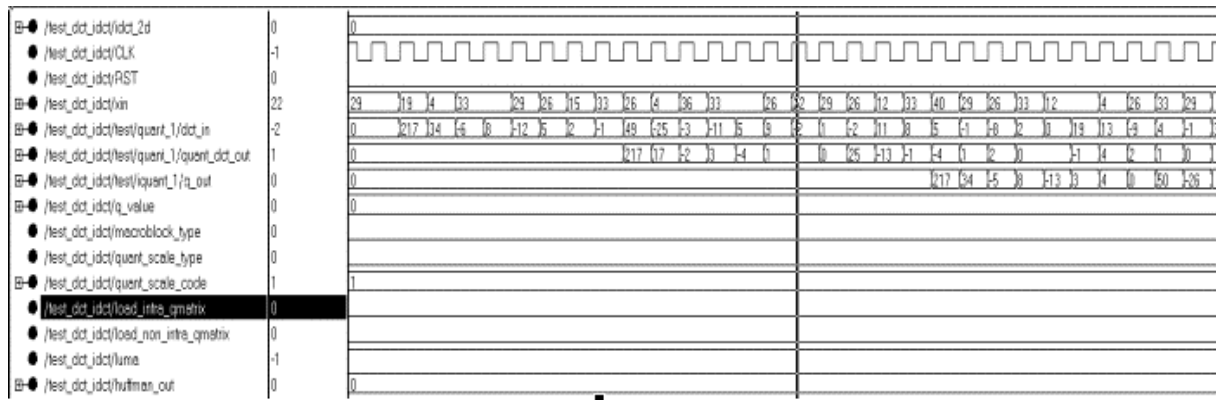 /test_dct_idct/idct_2d 0 0
/test_dct_idct/CLK -1
/test_dct_idct/RST 0
/test_dct_idct/xin 22 29 19 4 33 29 26 15 33 26 4 36 33 26 29 26 12 33 40 29 26 33 12 4 26 33 29
/test_dct_idct/test/quant_1/dct_in -2 0 217 34 -6 8 -12 5 2 -1 49 -25 -3 -11 5 9 -2 1 -2 11 8 5 -1 -8 2 8 19 13 -9 4 -1
/test_dct_idct/test/quant_1/quant_dct_out 1 0 217 17 -2 3 -4 1 0 25 -13 -1 -4 1 2 0 -1 4 2 1 0
/test_dct_idct/test/iquant_1/q_out 0 0 217 34 -5 8 -13 3 4 0 50 -26
/test_dct_idct/q_value 0 0
/test_dct_idct/macroblock_type 0
/test_dct_idct/quant_scale_type 0
/test_dct_idct/quant_scale_code 1 1
/test_dct_idct/load_intra_qmatrix 0
/test_dct_idct/load_non_intra_qmatrix 0
/test_dct_idct/luma -1
/test_dct_idct/huffman_out 0 0